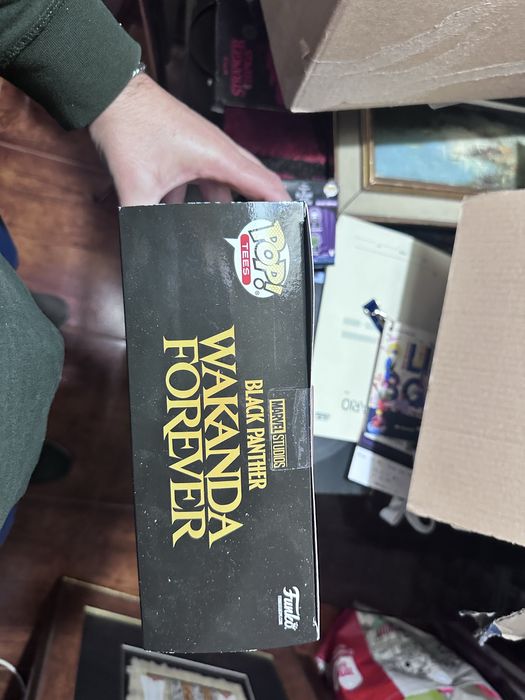 POP!
TEES
MARVEL STUDIOS
BLACK PANTHER
WAKANDA
FOREVER
Funko